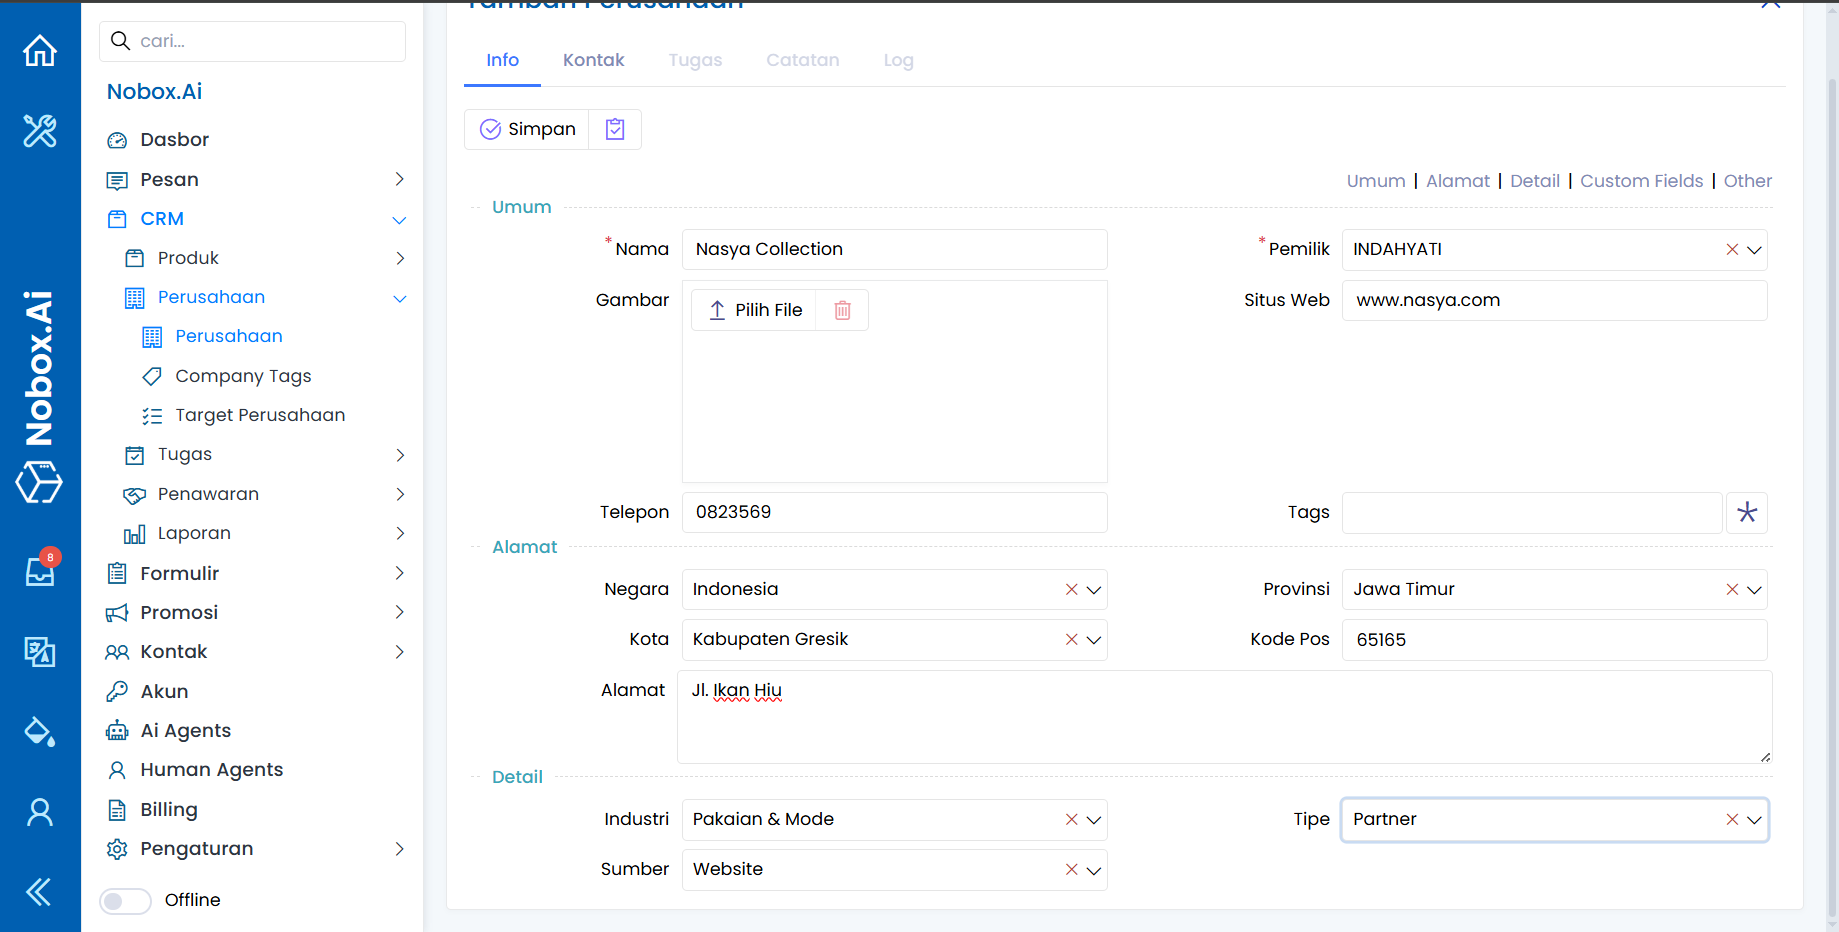 Tambah Perusahaan
cari...
Nobox.Ai
Dasbor
Pesan
CRM
Produk
Perusahaan
Perusahaan
Company Tags
Target Perusahaan
Tugas
Penawaran
Laporan
Formulir
Promosi
Kontak
Akun
Ai Agents
Human Agents
Billing
Pengaturan
Offline
Nobox.Ai
8
Info Kontak Tugas Catatan Log
Simpan
Umum | Alamat | Detail | Custom Fields | Other
Umum
*Nama Nasya Collection *Pemilik INDAHYATI
Gambar Pilih File Situs Web www.nasya.com
Telepon 0823569 Tags
Alamat
Negara Indonesia Provinsi Jawa Timur
Kota Kabupaten Gresik Kode Pos 65165
Alamat Jl. Ikan Hiu
Detail
Industri Pakaian & Mode Tipe Partner
Sumber Website